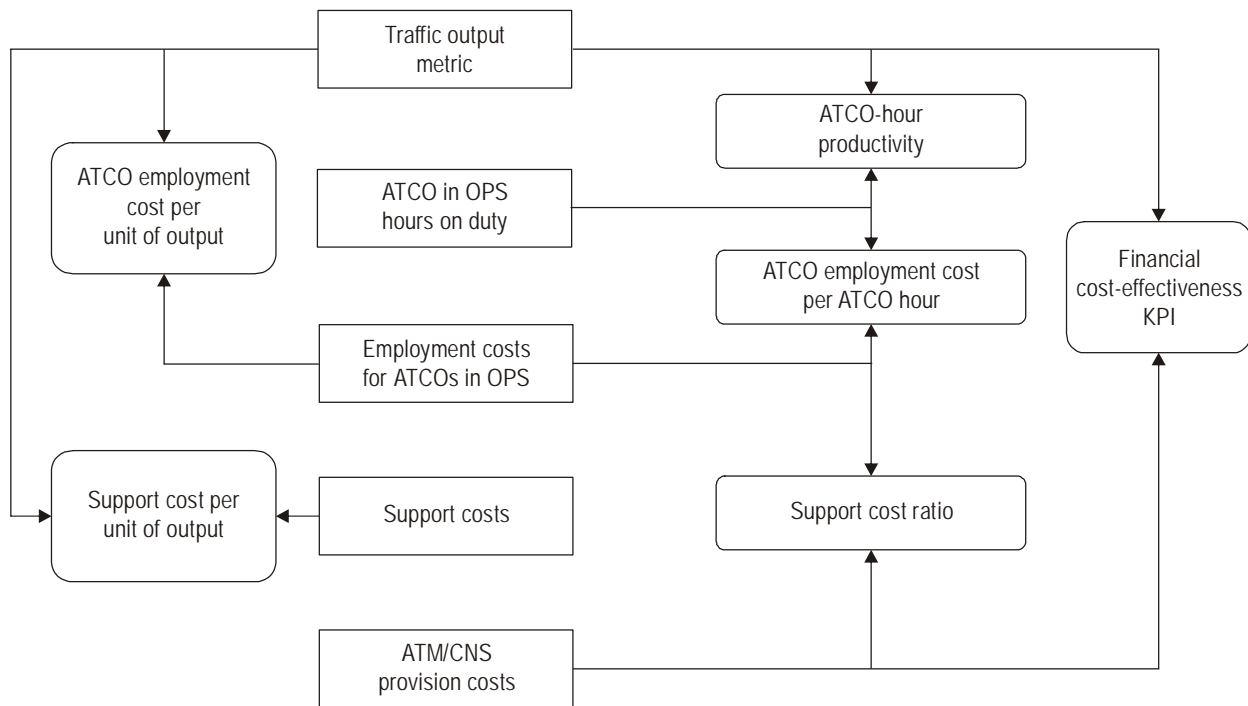 Traffic output
metric
ATCO-hour
productivity
ATCO employment
cost per
unit of output
ATCO in OPS
hours on duty
ATCO employment cost
per ATCO hour
Financial
cost-effectiveness
KPI
Employment costs
for ATCOs in OPS
Support cost per
unit of output
Support costs
Support cost ratio
ATM/CNS
provision costs